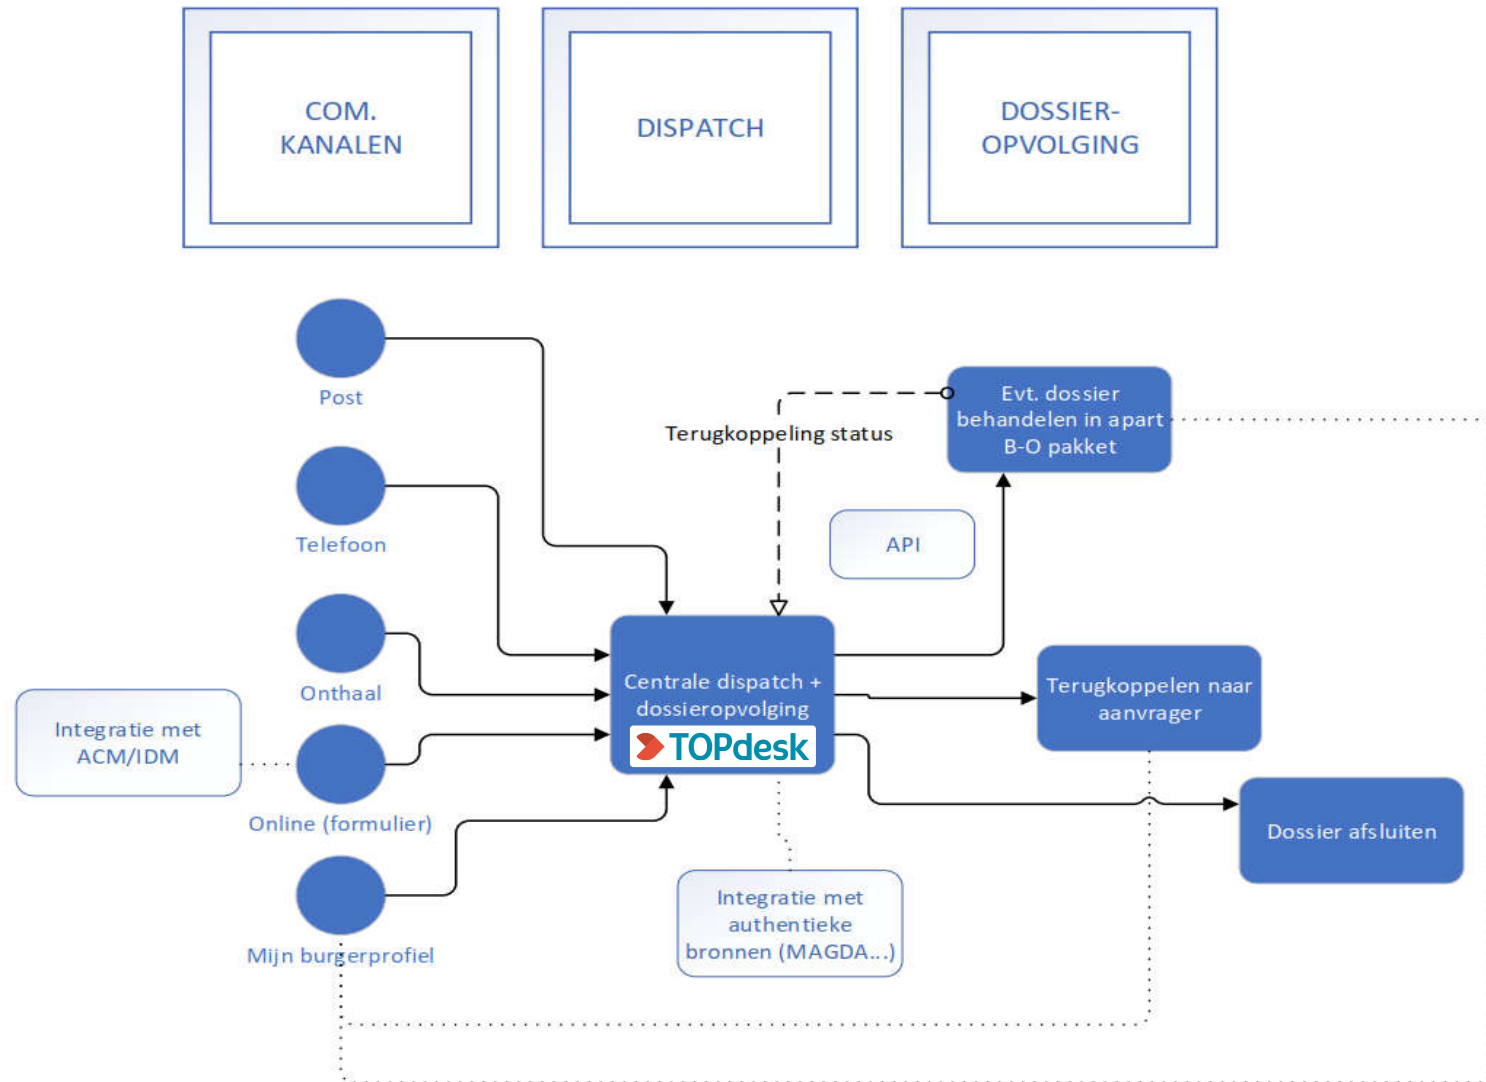 COM.
KANALEN
DISPATCH
DOSSIER-
OPVOLGING
Post
Telefoon
Onthaal
Integratie met
ACM/IDM
Online (formulier)
Mijn burgerprofiel
Terugkoppeling status
Evt. dossier
behandelen in apart
B-O pakket
API
Centrale dispatch +
dossieropvolging
TOPdesk
Terugkoppelen naar
aanvrager
Dossier afsluiten
Integratie met
authentieke
bronnen (MAGDA...)